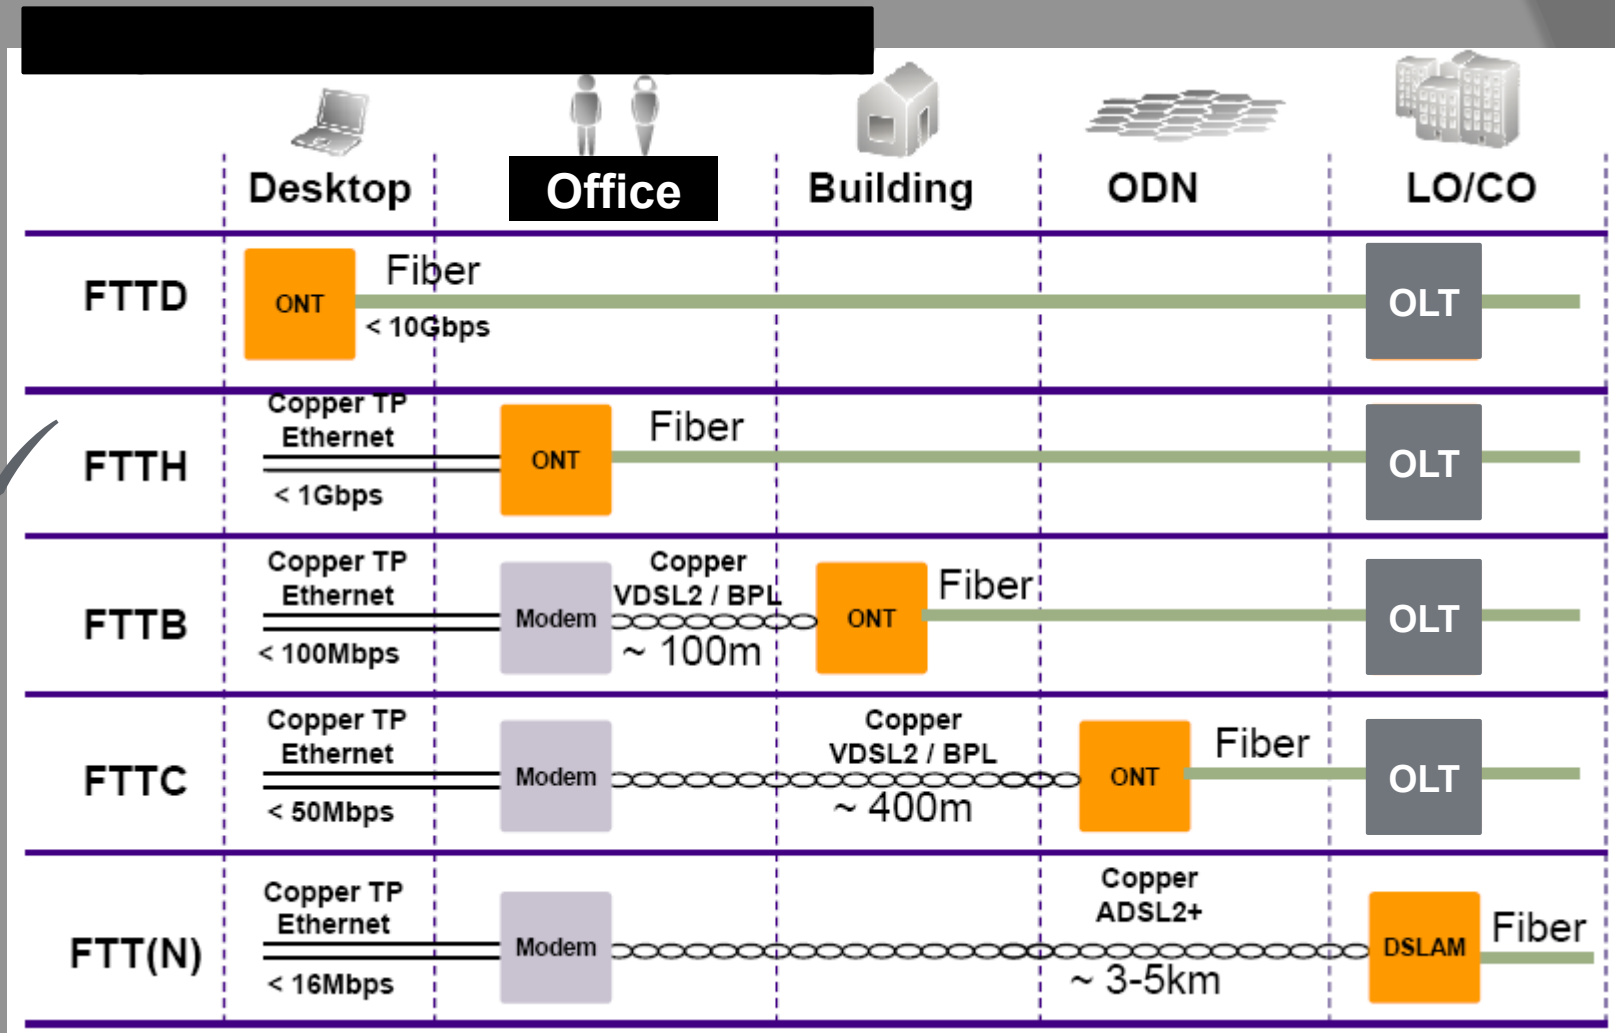 Desktop
Office
Building
ODN
LO/CO
FTTD
ONT
Fiber
< 10Gbps
OLT
FTTH
Copper TP
Ethernet
< 1Gbps
ONT
Fiber
OLT
FTTB
Copper TP
Ethernet
< 100Mbps
Modem
Copper
VDSL2 / BPL
~ 100m
ONT
Fiber
OLT
FTTC
Copper TP
Ethernet
< 50Mbps
Modem
Copper
VDSL2 / BPL
~ 400m
ONT
Fiber
OLT
FTT(N)
Copper TP
Ethernet
< 16Mbps
Modem
Copper
ADSL2+
~ 3-5km
DSLAM
Fiber